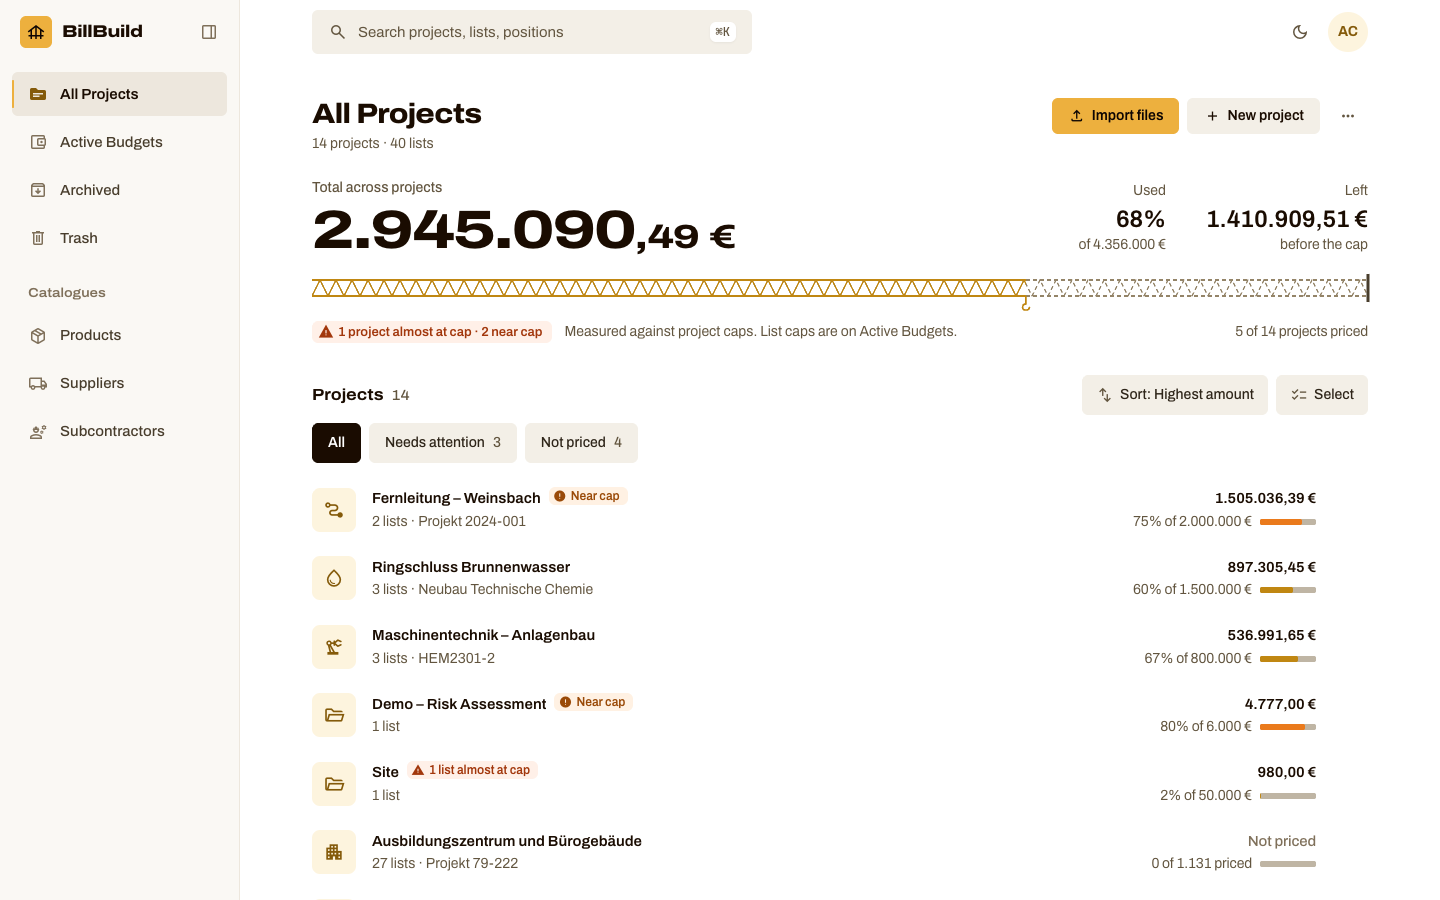 BillBuild
Search projects, lists, positions
⌘K
AC
All Projects
Active Budgets
Archived
Trash
Catalogues
Products
Suppliers
Subcontractors
All Projects
14 projects · 40 lists
Import files
New project
Total across projects
2.945.090,49 €
Used
68%
of 4.356.000 €
Left
1.410.909,51 €
before the cap
1 project almost at cap · 2 near cap
Measured against project caps. List caps are on Active Budgets.
5 of 14 projects priced
Projects 14
Sort: Highest amount
Select
All
Needs attention 3
Not priced 4
Fernleitung – Weinsbach
Near cap
1.505.036,39 €
2 lists · Projekt 2024-001
75% of 2.000.000 €
Ringschluss Brunnenwasser
897.305,45 €
3 lists · Neubau Technische Chemie
60% of 1.500.000 €
Maschinentechnik – Anlagenbau
536.991,65 €
3 lists · HEM2301-2
67% of 800.000 €
Demo – Risk Assessment
Near cap
4.777,00 €
1 list
80% of 6.000 €
Site
1 list almost at cap
980,00 €
1 list
2% of 50.000 €
Ausbildungszentrum und Bürogebäude
Not priced
27 lists · Projekt 79-222
0 of 1.131 priced